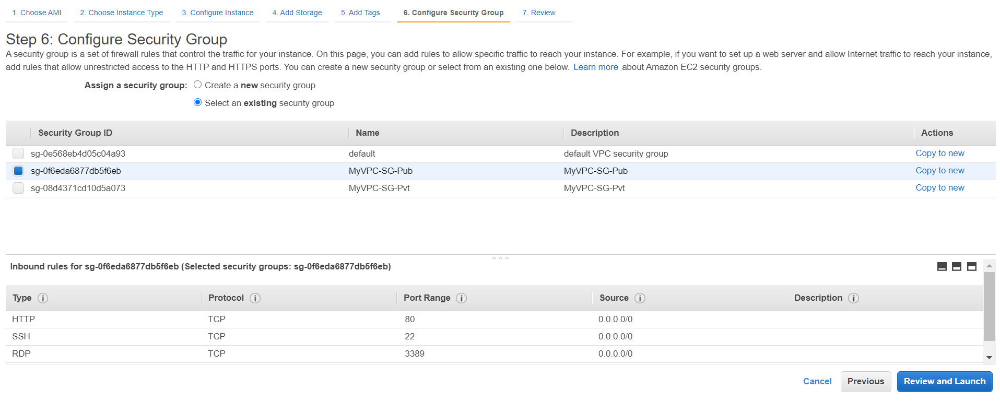 1. Choose AMI 2. Choose Instance Type 3. Configure Instance 4. Add Storage 5. Add Tags 6. Configure Security Group 7. Review
Step 6: Configure Security Group
A security group is a set of firewall rules that control the traffic for your instance. On this page, you can add rules to allow specific traffic to reach your instance. For example, if you want to set up a web server and allow Internet traffic to reach your instance,
add rules that allow unrestricted access to the HTTP and HTTPS ports. You can create a new security group or select from an existing one below. Learn more about Amazon EC2 security groups.
Assign a security group: Create a new security group
Select an existing security group
Security Group ID Name Description Actions
sg-0e568eb4d05c04a93 default default VPC security group Copy to new
sg-0f6eda6877db5f6eb MyVPC-SG-Pub MyVPC-SG-Pub Copy to new
sg-08d4371cd10d5a073 MyVPC-SG-Pvt MyVPC-SG-Pvt Copy to new
Inbound rules for sg-0f6eda6877db5f6eb (Selected security groups: sg-0f6eda6877db5f6eb)
Type i Protocol i Port Range i Source i Description i
HTTP TCP 80 0.0.0.0/0
SSH TCP 22 0.0.0.0/0
RDP TCP 3389 0.0.0.0/0
Cancel Previous Review and Launch